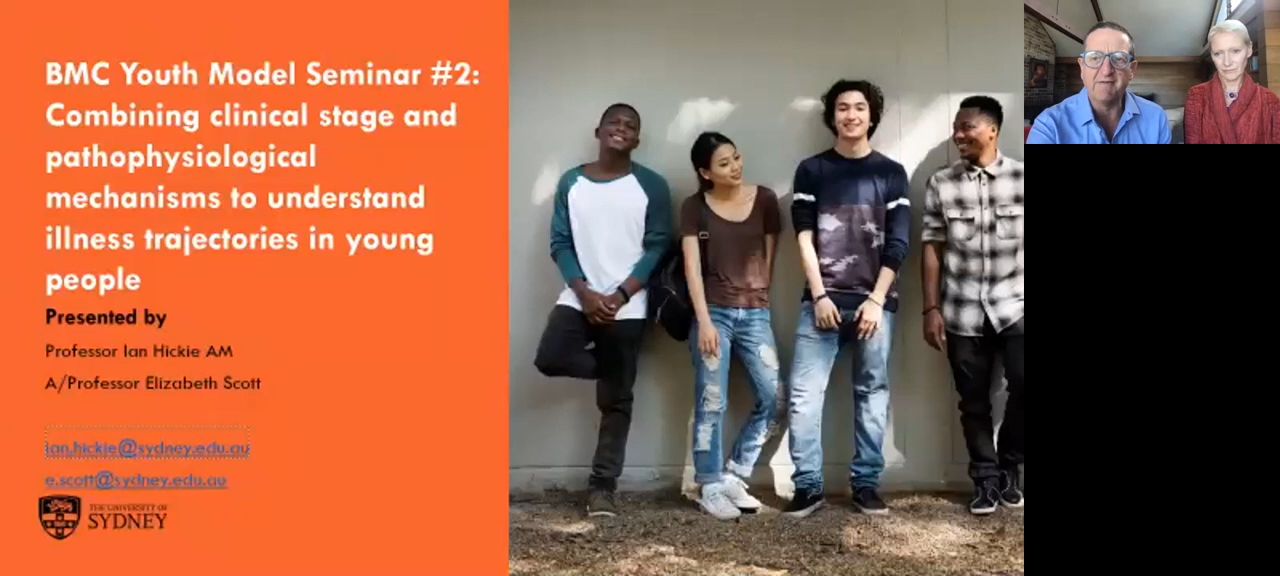 BMC Youth Model Seminar #2:
Combining clinical stage and
pathophysiological
mechanisms to understand
illness trajectories in young
people
Presented by
Professor Ian Hickie AM
A/Professor Elizabeth Scott
ian.hickie@sydney.edu.au
e.scott@sydney.edu.au
THE UNIVERSITY OF
SYDNEY